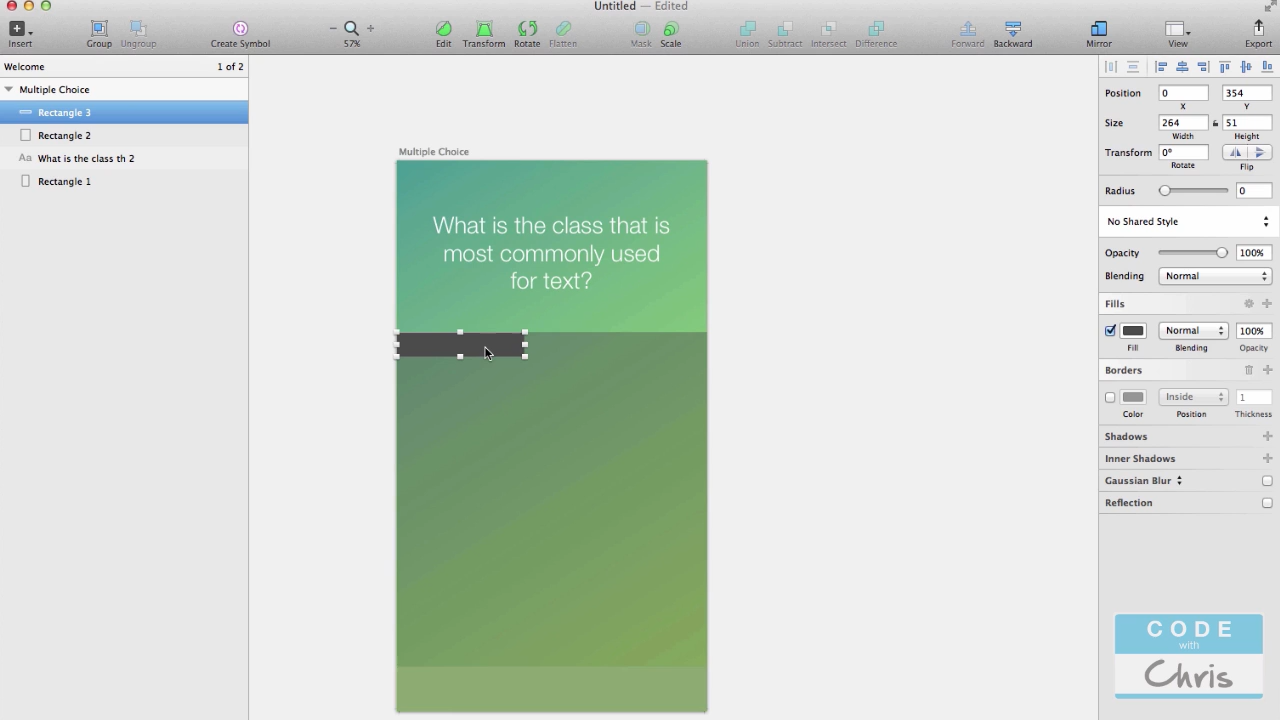 Untitled — Edited
Insert
Group
Ungroup
Create Symbol
57%
Edit
Transform
Rotate
Flatten
Mask
Scale
Union
Subtract
Intersect
Difference
Forward
Backward
Mirror
View
Export
Welcome
1 of 2
Multiple Choice
Rectangle 3
Rectangle 2
Aa What is the class th 2
Rectangle 1
Multiple Choice
What is the class that is
most commonly used
for text?
Position 0 354
X Y
Size 264 51
Width Height
Transform 0°
Rotate Flip
Radius 0
No Shared Style
Opacity 100%
Blending Normal
Fills
Normal 100%
Fill Blending Opacity
Borders
Inside 1
Color Position Thickness
Shadows
Inner Shadows
Gaussian Blur
Reflection
CODE
with
Chris